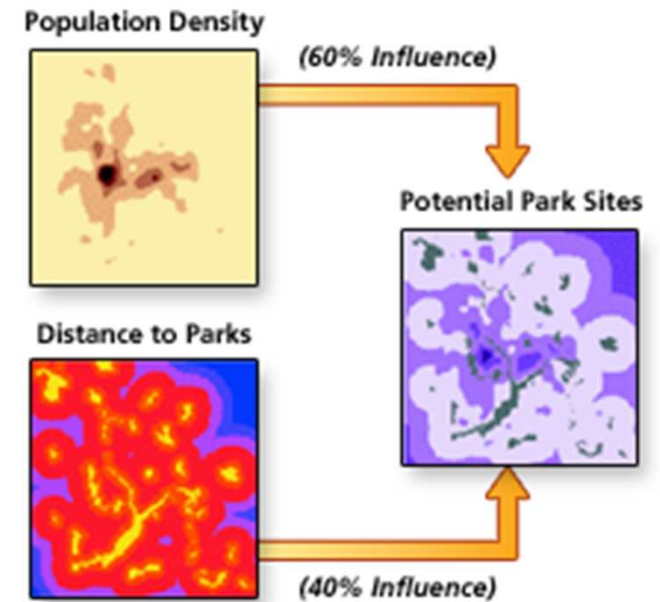 Population Density
(60% Influence)
Potential Park Sites
Distance to Parks
(40% Influence)